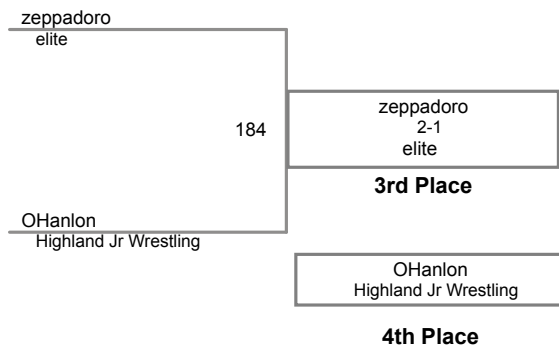 zeppadoro
elite
184
zeppadoro
2-1
elite
3rd Place
OHanlon
Highland Jr Wrestling
OHanlon
Highland Jr Wrestling
4th Place